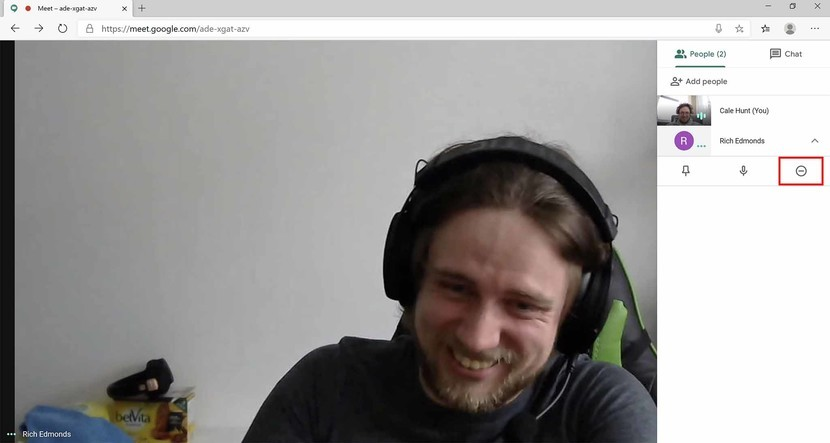 Meet – ade-xgat-azv
https://meet.google.com/ade-xgat-azv
People (2)
Chat
Add people
Cale Hunt (You)
R
Rich Edmonds
belVita
Rich Edmonds